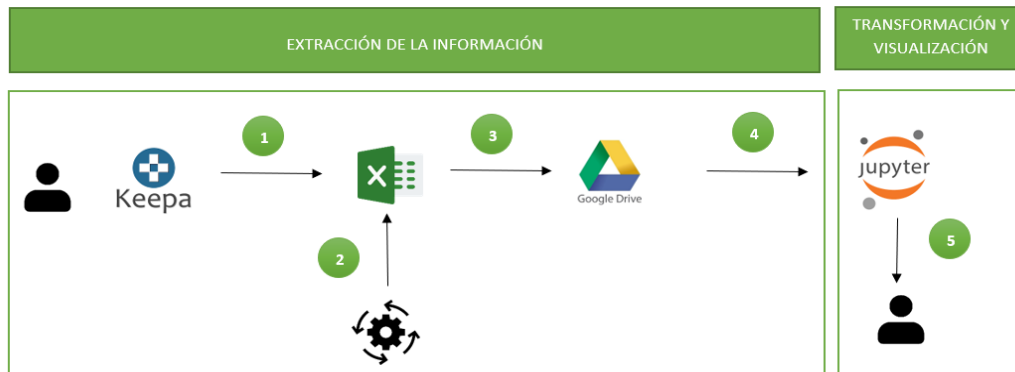 EXTRACCIÓN DE LA INFORMACIÓN
TRANSFORMACIÓN Y
VISUALIZACIÓN
1
3
4
Keepa
X
Google Drive
jupyter
2
5